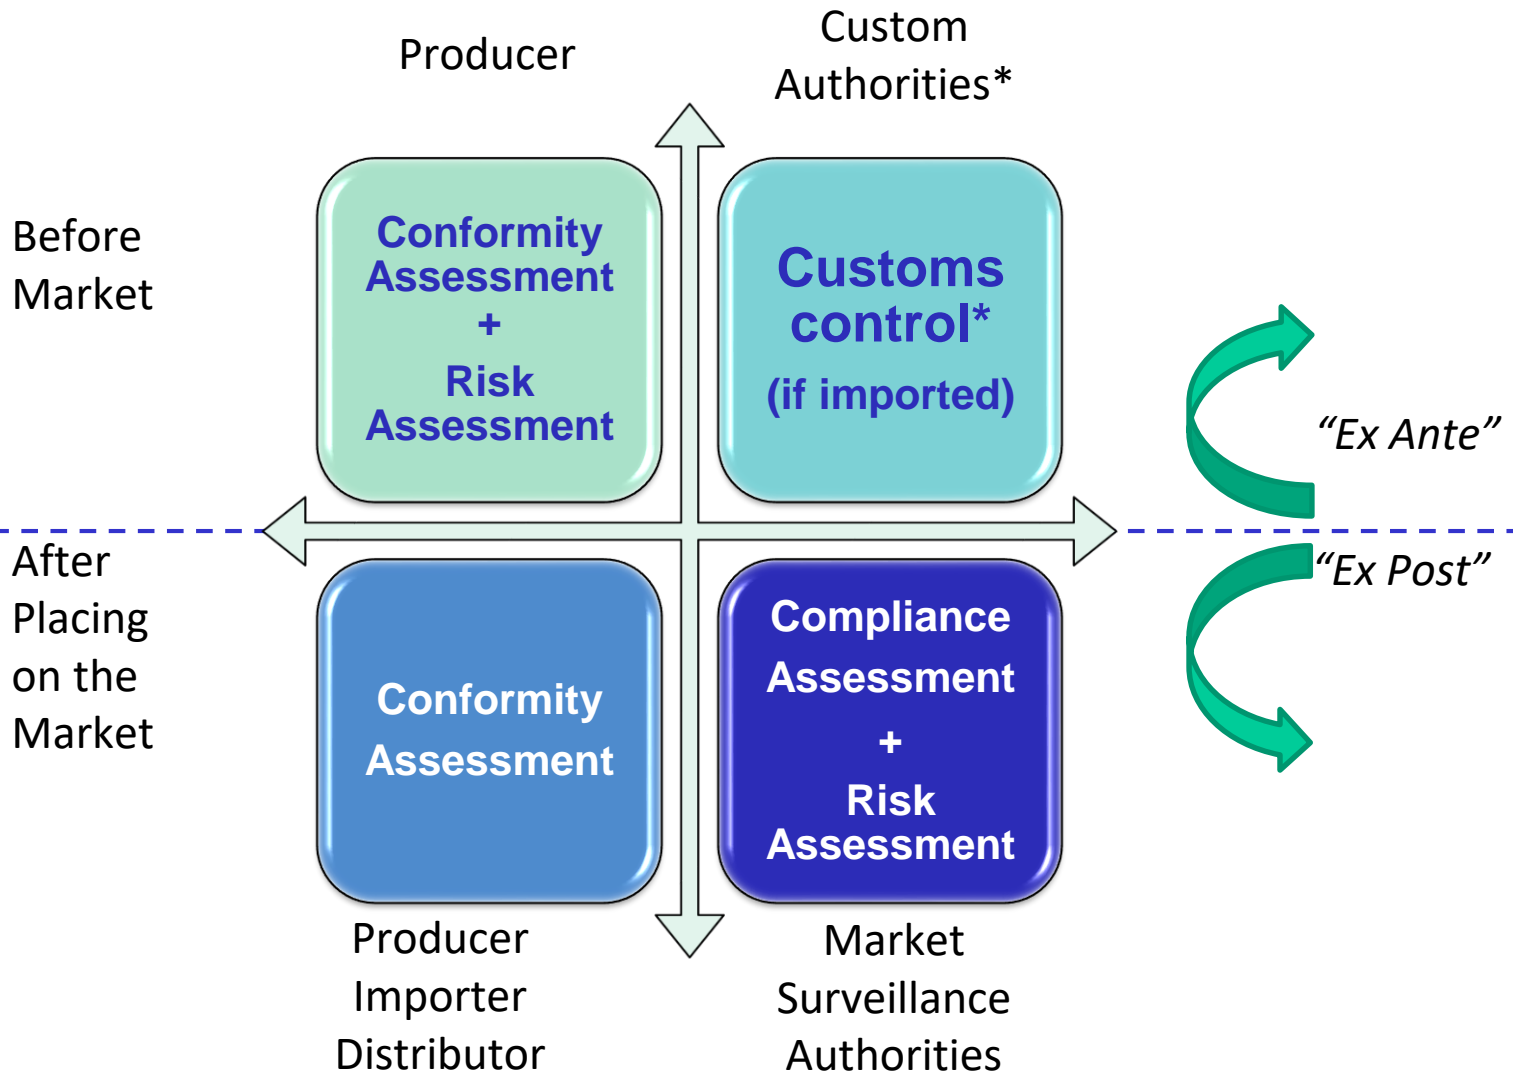 Producer
Custom
Authorities*
Before
Market
Conformity
Assessment
+
Risk
Assessment
Customs
control*
(if imported)
“Ex Ante”
After
Placing
on the
Market
Conformity
Assessment
Compliance
Assessment
+
Risk
Assessment
“Ex Post”
Producer
Importer
Distributor
Market
Surveillance
Authorities